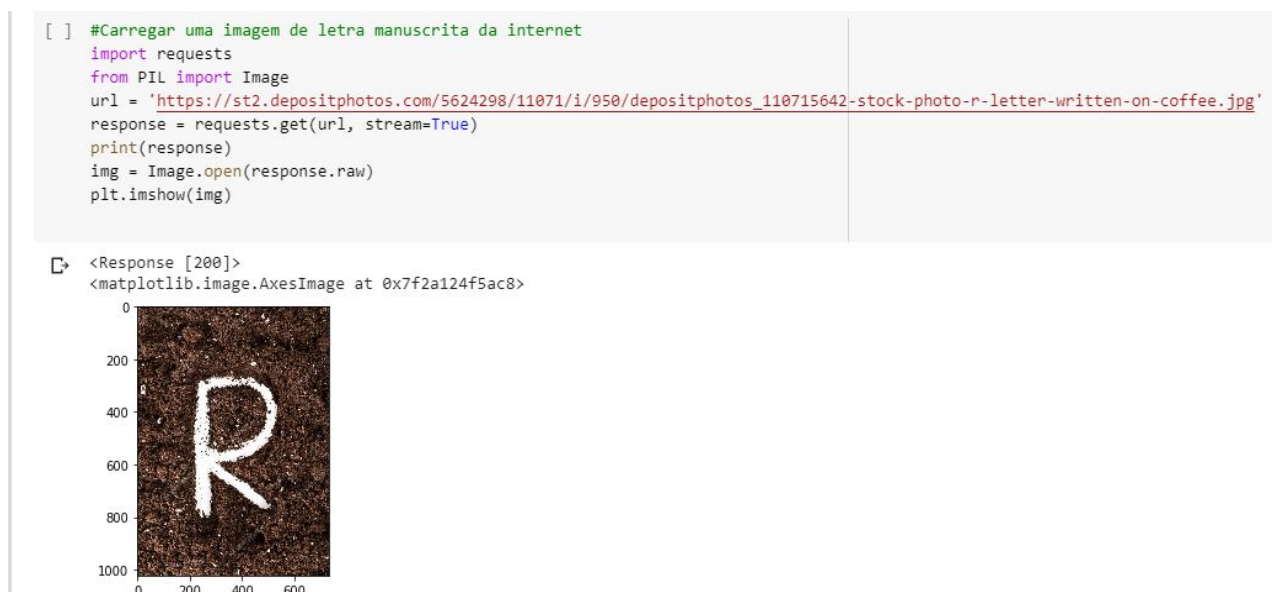 [ ] #Carregar uma imagem de letra manuscrita da internet
import requests
from PIL import Image
url = 'https://st2.depositphotos.com/5624298/11071/i/950/depositphotos_110715642-stock-photo-r-letter-written-on-coffee.jpg'
response = requests.get(url, stream=True)
print(response)
img = Image.open(response.raw)
plt.imshow(img)
<Response [200]>
<matplotlib.image.AxesImage at 0x7f2a124f5ac8>
0
200
400
600
800
1000
R
0 200 400 600